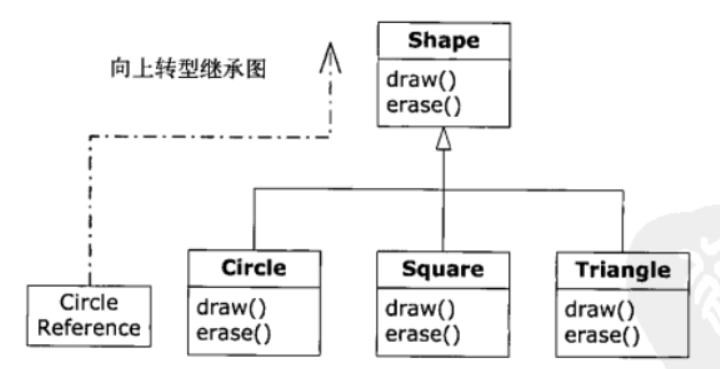 向上转型继承图
Shape
draw()
erase()
Circle
draw()
erase()
Square
draw()
erase()
Triangle
draw()
erase()
Circle
Reference